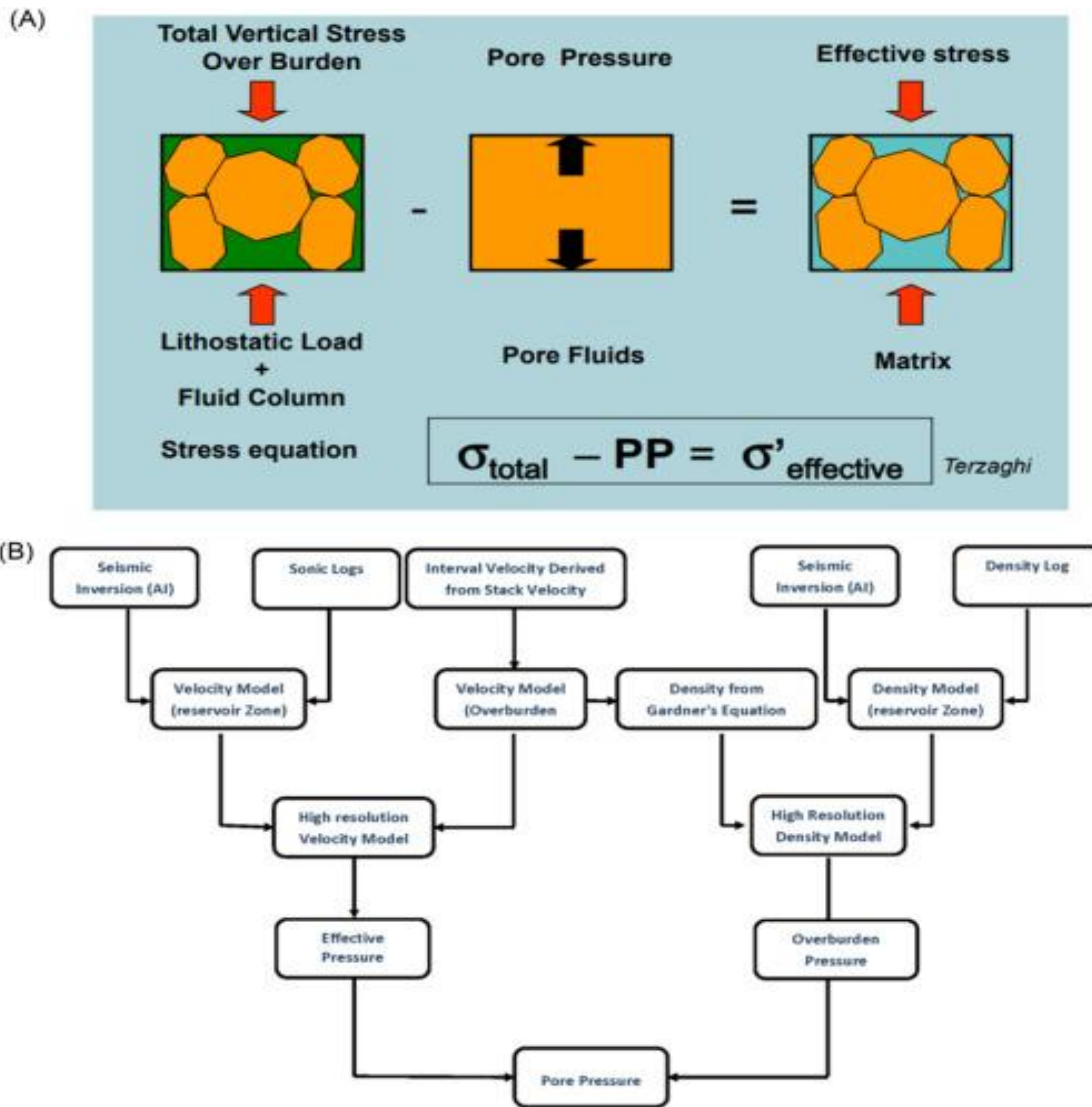 (A)
Total Vertical Stress
Over Burden
Pore Pressure
Effective stress
-
=
Lithostatic Load
+
Fluid Column
Pore Fluids
Matrix
Stress equation
σtotal – PP = σ'effective
Terzaghi
(B)
Seismic
Inversion (AI)
Sonic Logs
Interval Velocity Derived
from Stack Velocity
Seismic
Inversion (AI)
Density Log
Velocity Model
(reservoir Zone)
Velocity Model
(Overburden
Density from
Gardner's Equation
Density Model
(reservoir Zone)
High resolution
Velocity Model
High Resolution
Density Model
Effective
Pressure
Overburden
Pressure
Pore Pressure